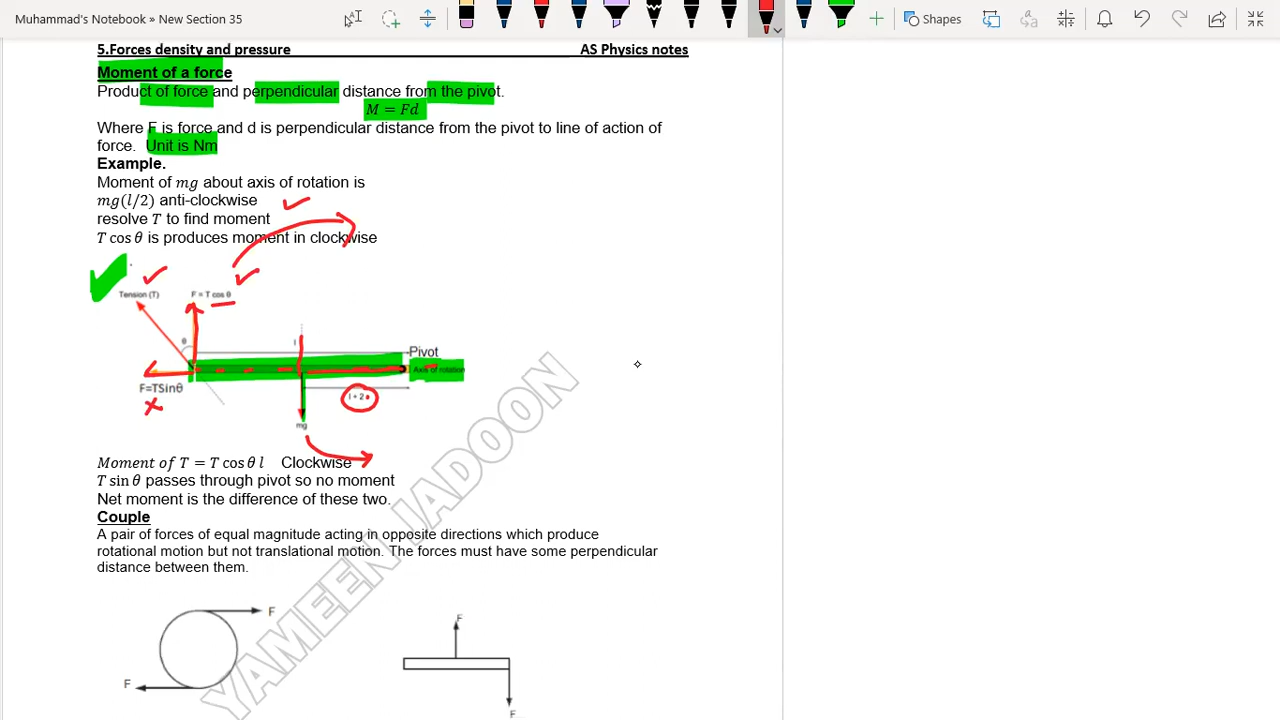 Muhammad's Notebook » New Section 35
Shapes
5.Forces density and pressure AS Physics notes
Moment of a force
Product of force and perpendicular distance from the pivot.
M = Fd
Where F is force and d is perpendicular distance from the pivot to line of action of
force. Unit is Nm
Example.
Moment of mg about axis of rotation is
mg(l/2) anti-clockwise
resolve T to find moment
T cos θ is produces moment in clockwise
Tension (T) F = T cos θ
θ
l
Pivot
Axis of rotation
F=TSinθ
l ÷ 2
mg
Moment of T = T cos θ l Clockwise
T sin θ passes through pivot so no moment
Net moment is the difference of these two.
Couple
A pair of forces of equal magnitude acting in opposite directions which produce
rotational motion but not translational motion. The forces must have some perpendicular
distance between them.
F
F
F
F
YAMEEN JADOON